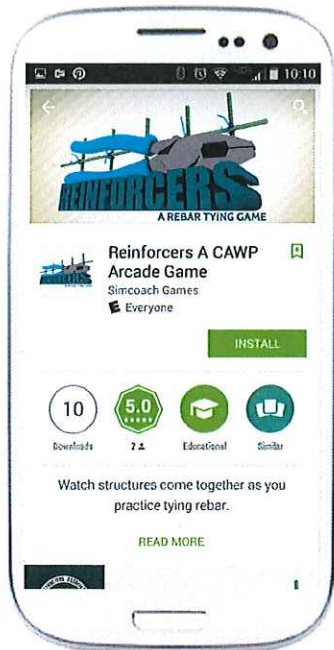 10:10
REINFORCERS
A REBAR TYING GAME
Reinforcers A CAWP
Arcade Game
Simcoach Games
E Everyone
INSTALL
10
5.0
Downloads
2
Educational
Similar
Watch structures come together as you
practice tying rebar.
READ MORE